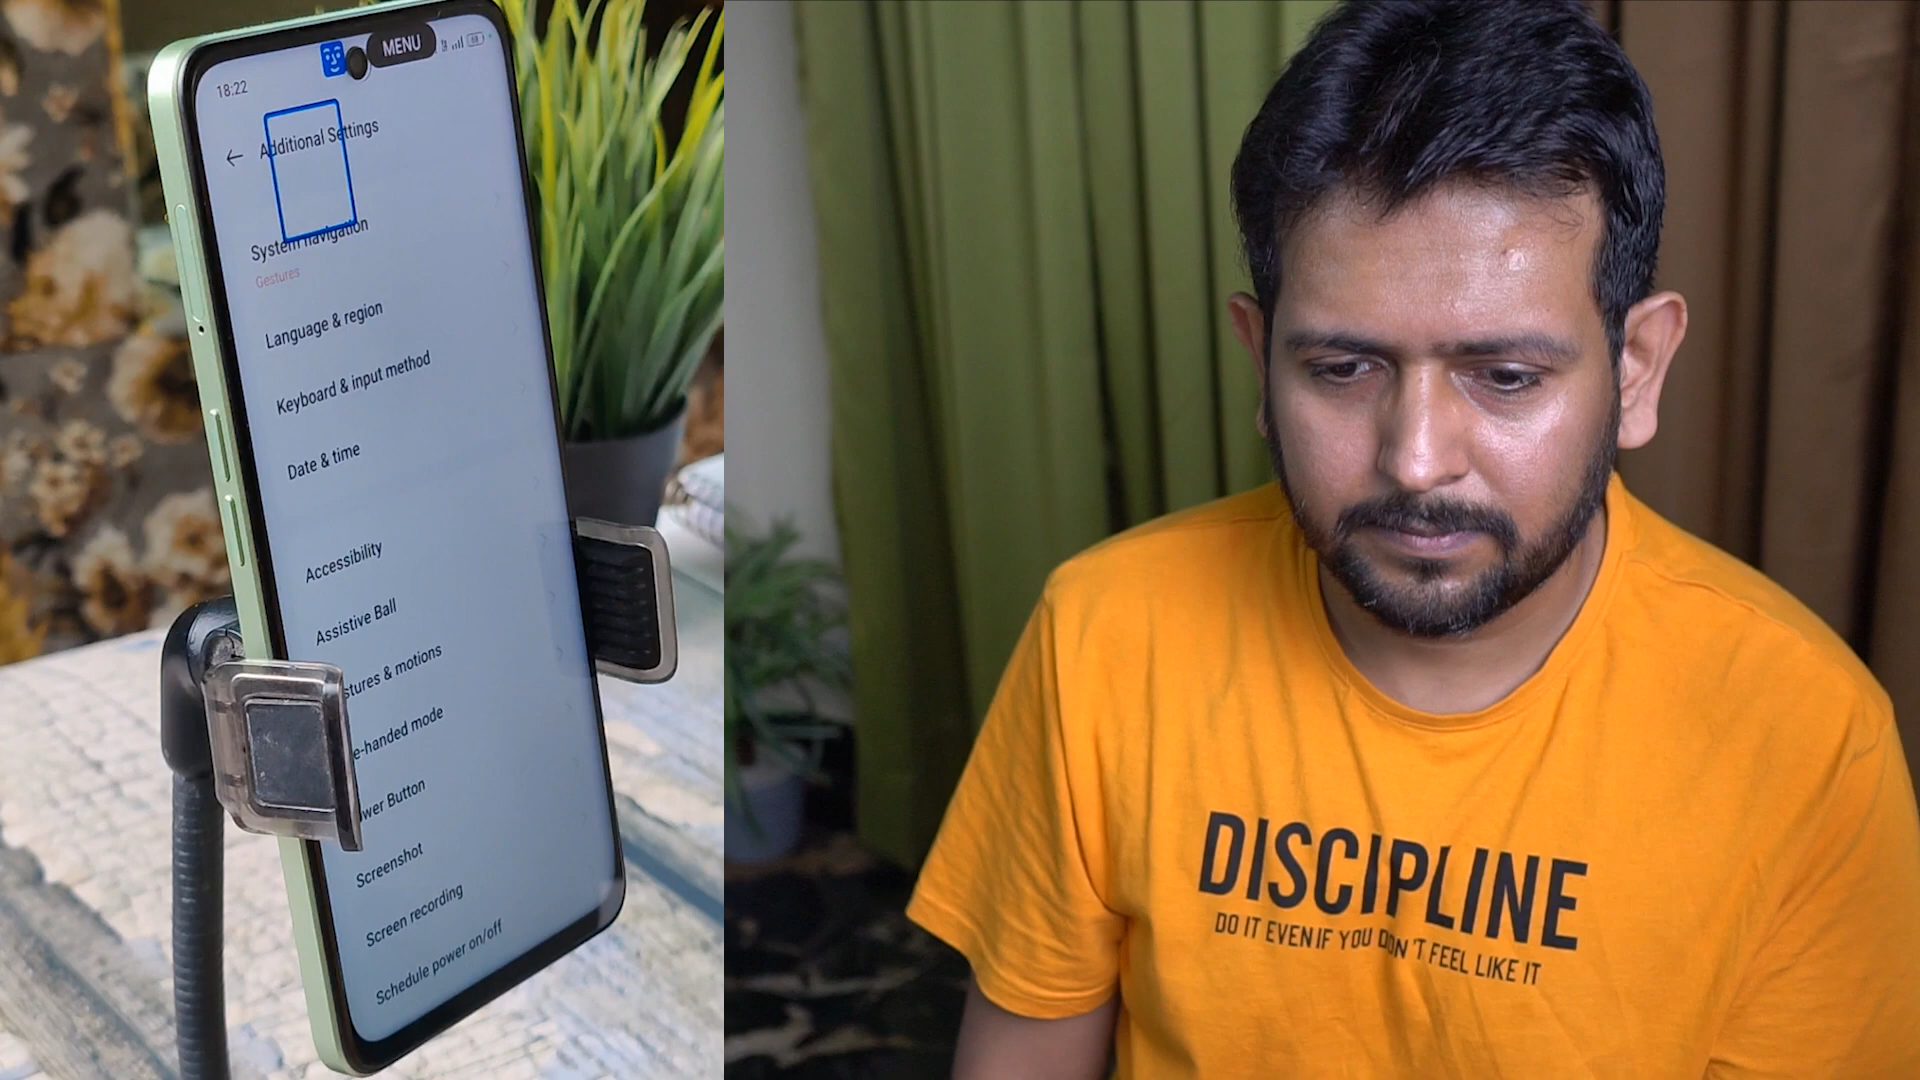 18:22
MENU
68
Additional Settings
System navigation
Gestures
Language & region
Keyboard & input method
Date & time
Accessibility
Assistive Ball
stures & motions
e-handed mode
wer Button
Screenshot
Screen recording
Schedule power on/off
DISCIPLINE
DO IT EVEN IF YOU DON'T FEEL LIKE IT